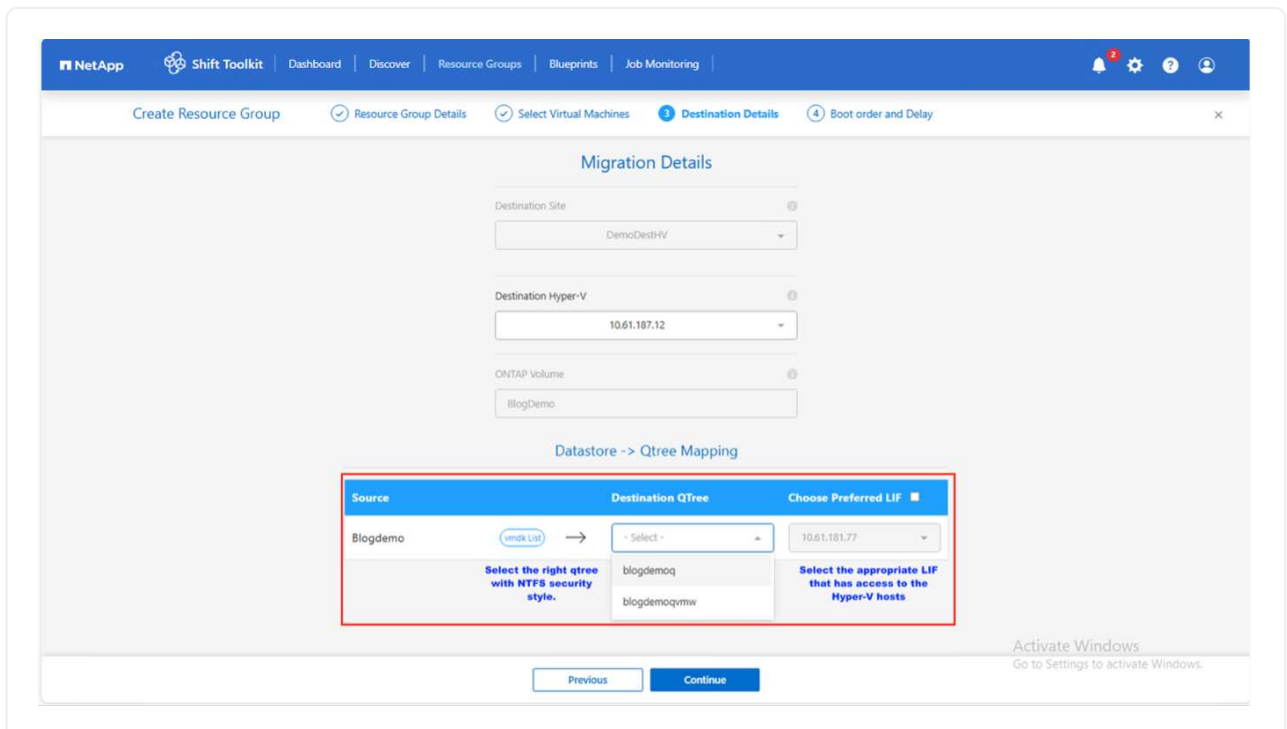 NetApp Shift Toolkit Dashboard Discover Resource Groups Blueprints Job Monitoring 2 ?
Create Resource Group Resource Group Details Select Virtual Machines 3 Destination Details 4 Boot order and Delay ×
Migration Details
Destination Site
DemoDestHV
Destination Hyper-V
10.61.187.12
ONTAP Volume
BlogDemo
Datastore -> Qtree Mapping
Source Destination QTree Choose Preferred LIF
Blogdemo vmdk List → - Select - 10.61.181.77
Select the right qtree
with NTFS security
style.
blogdemoq
blogdemoqvmw
Select the appropriate LIF
that has access to the
Hyper-V hosts
Activate Windows
Go to Settings to activate Windows.
Previous Continue